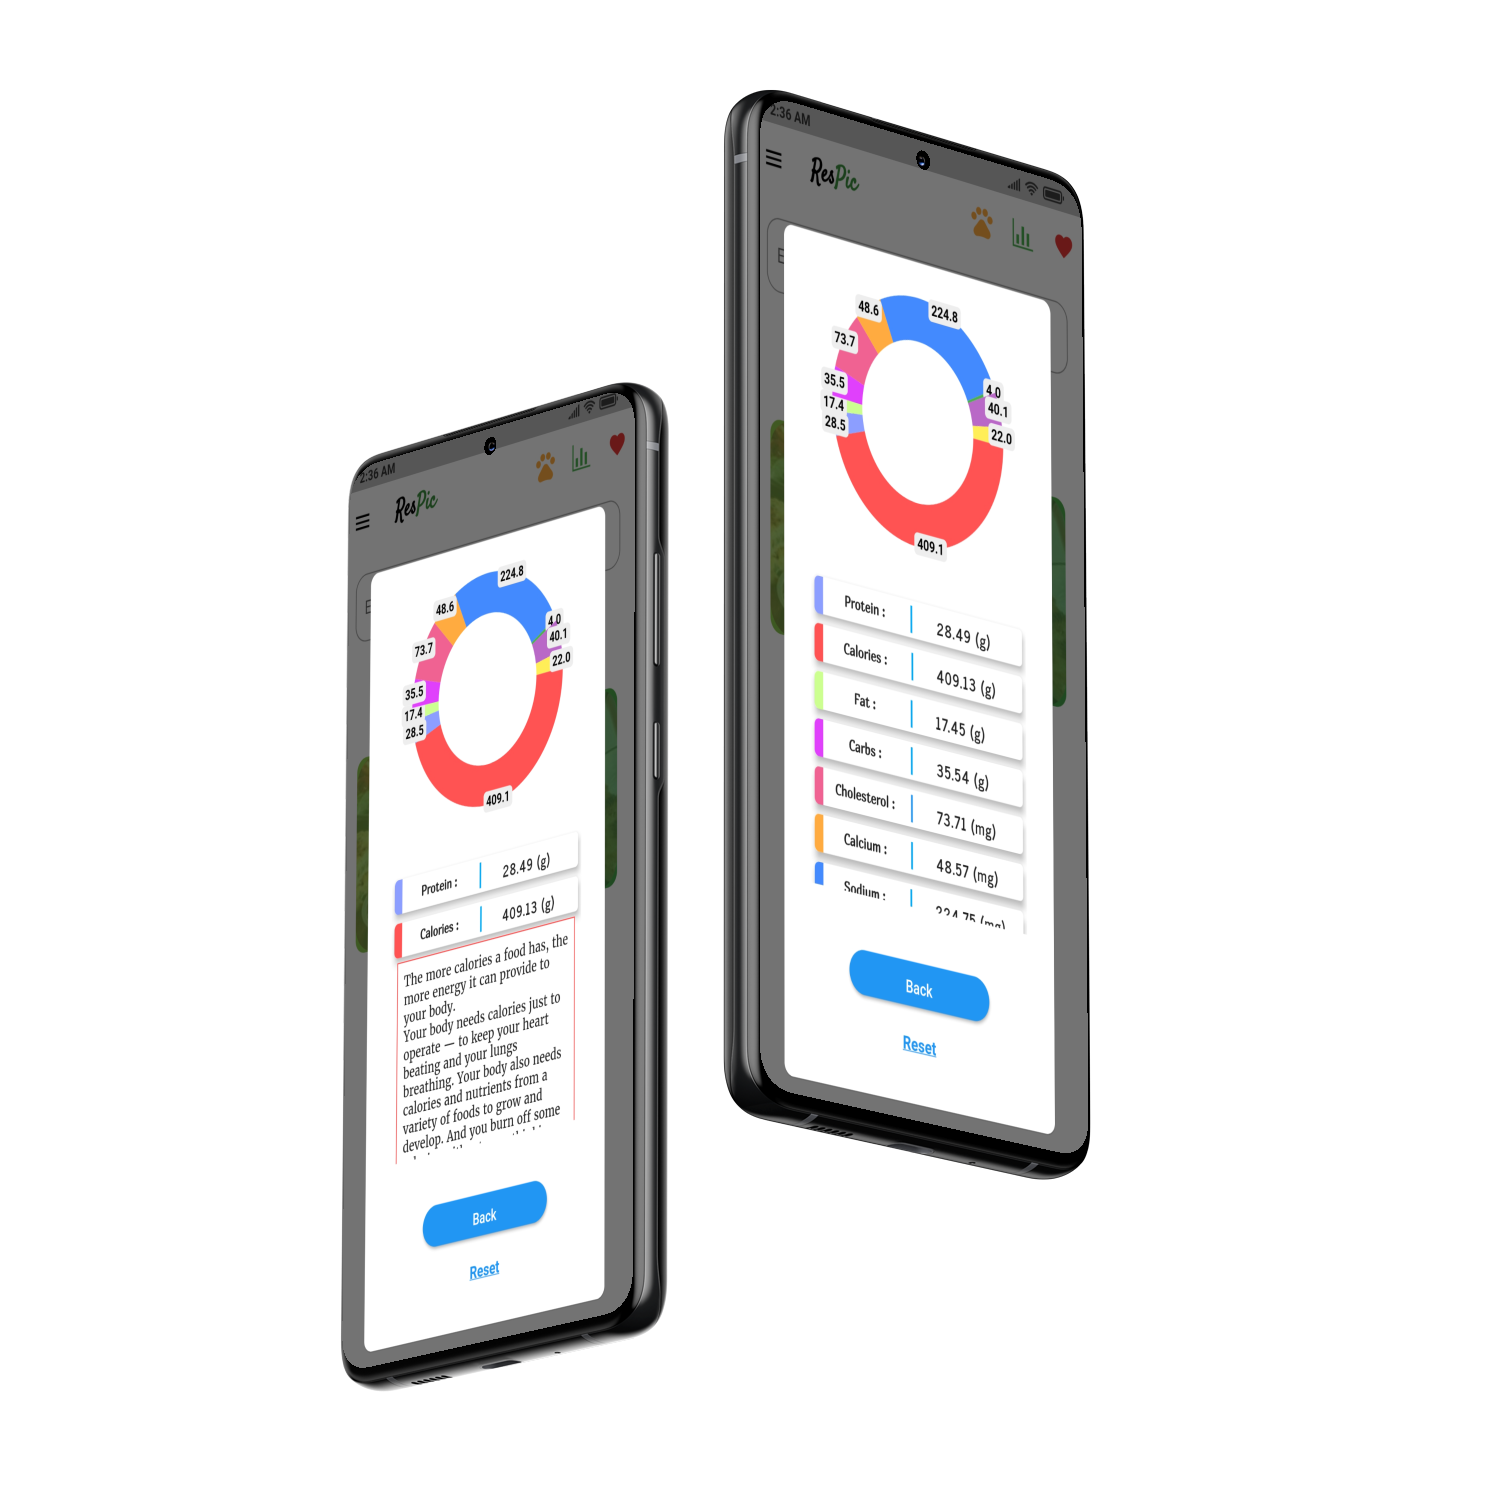 2:36 AM
ResPic
224.8
48.6
4.0
73.7
40.1
22.0
35.5
17.4
28.5
409.1
Protein :
28.49 (g)
Calories :
409.13 (g)
The more calories a food has, the
more energy it can provide to
your body.
Your body needs calories just to
operate — to keep your heart
beating and your lungs
breathing. Your body also needs
calories and nutrients from a
variety of foods to grow and
develop. And you burn off some
Back
Reset
2:36 AM
ResPic
E
48.6
224.8
73.7
4.0
35.5
40.1
17.4
28.5
22.0
409.1
Protein :
28.49 (g)
Calories :
409.13 (g)
Fat :
17.45 (g)
Carbs :
35.54 (g)
Cholesterol :
73.71 (mg)
Calcium :
48.57 (mg)
Sodium :
224.75 (mg)
Back
Reset